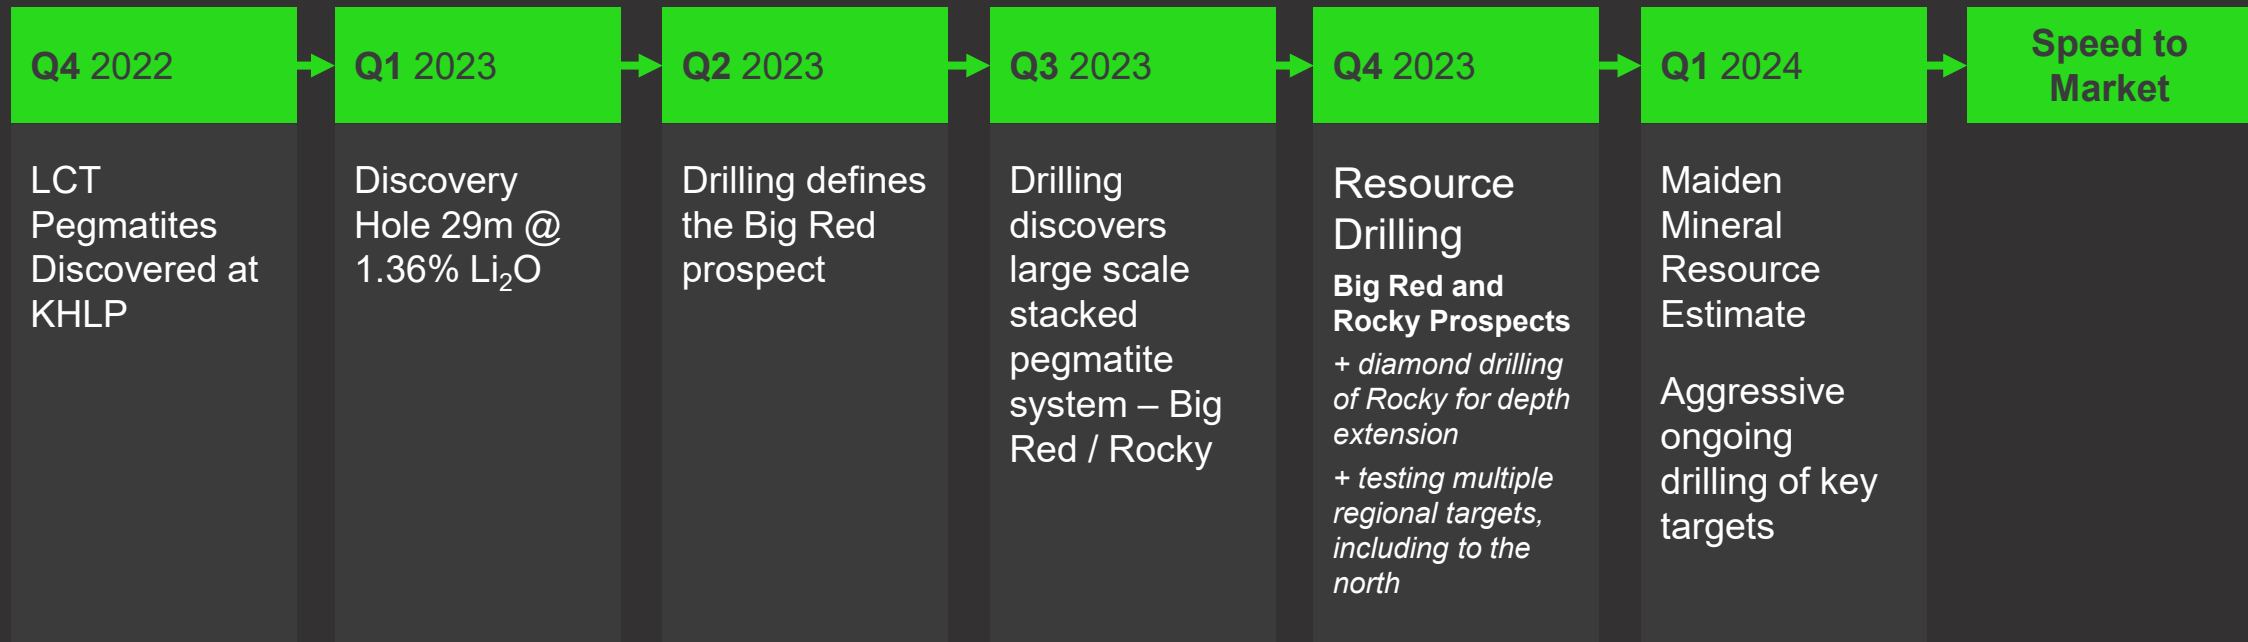 Q4 2022
LCT
Pegmatites
Discovered at
KHLP
Q1 2023
Discovery
Hole 29m @
1.36% Li₂O
Q2 2023
Drilling defines
the Big Red
prospect
Q3 2023
Drilling
discovers
large scale
stacked
pegmatite
system – Big
Red / Rocky
Q4 2023
Resource
Drilling
Big Red and
Rocky Prospects
+ diamond drilling
of Rocky for depth
extension
+ testing multiple
regional targets,
including to the
north
Q1 2024
Maiden
Mineral
Resource
Estimate
Aggressive
ongoing
drilling of key
targets
Speed to
Market